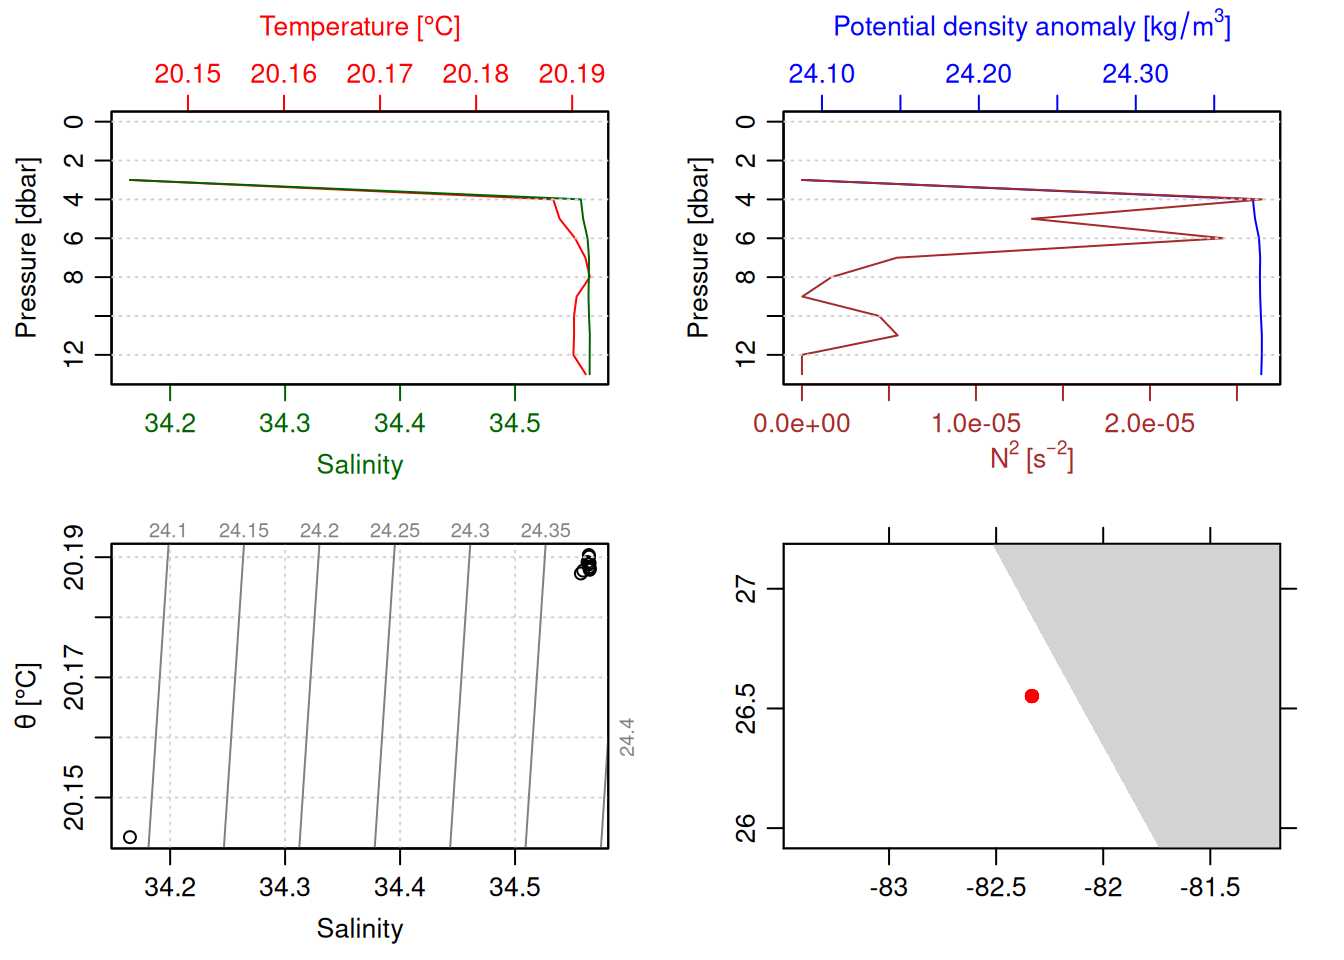 Temperature [°C]
20.15 20.16 20.17 20.18 20.19
Pressure [dbar]
0
2
4
6
8
12
34.2 34.3 34.4 34.5
Salinity
Potential density anomaly [kg/m³]
24.10 24.20 24.30
Pressure [dbar]
0
2
4
6
8
12
0.0e+00 1.0e-05 2.0e-05
N² [s⁻²]
24.1 24.15 24.2 24.25 24.3 24.35
24.4
θ [°C]
20.19
20.17
20.15
34.2 34.3 34.4 34.5
Salinity
27
26.5
26
-83 -82.5 -82 -81.5